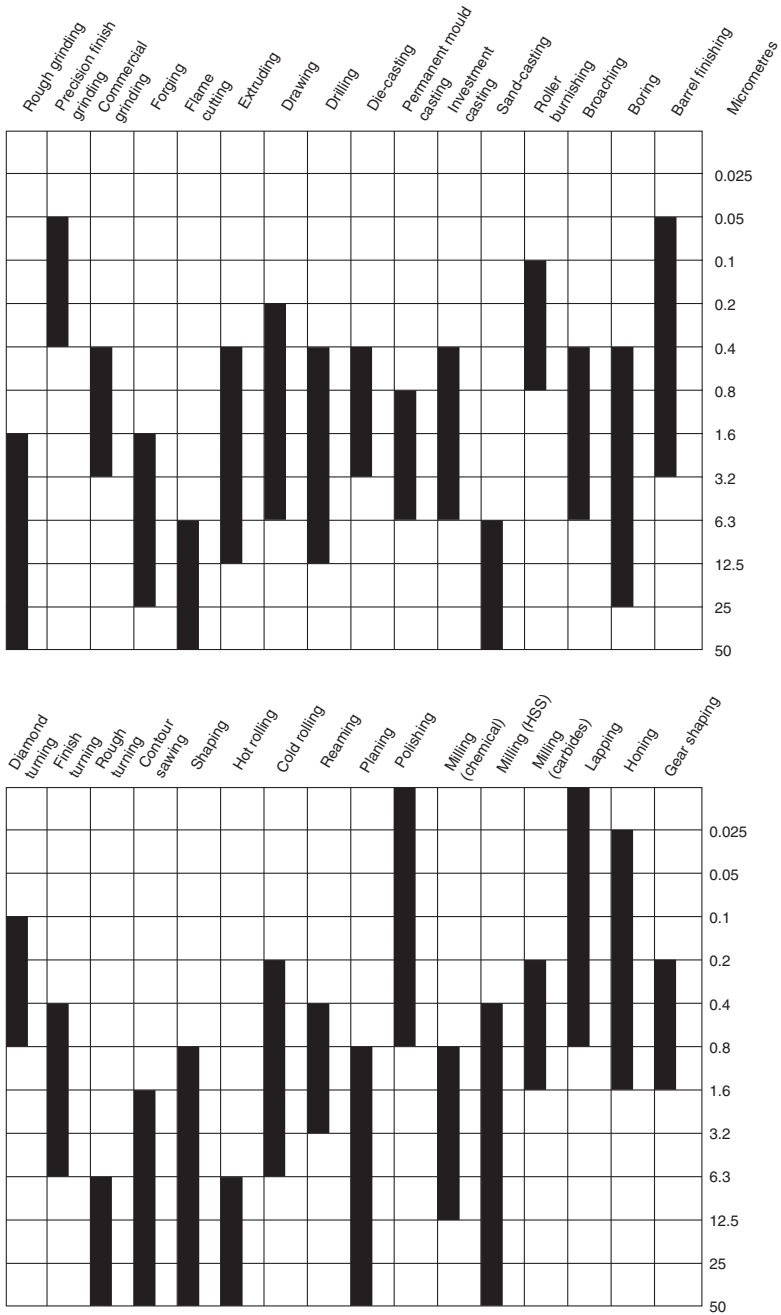 Rough grinding
Precision finish
grinding
Commercial
grinding
Forging
Flame
cutting
Extruding
Drawing
Drilling
Die-casting
Permanent mould
casting
Investment
casting
Sand-casting
Roller
burnishing
Broaching
Boring
Barrel finishing
Micrometres
0.025
0.05
0.1
0.2
0.4
0.8
1.6
3.2
6.3
12.5
25
50
Diamond
turning
Finish
turning
Rough
turning
Contour
sawing
Shaping
Hot rolling
Cold rolling
Reaming
Planing
Polishing
Milling
(chemical)
Milling (HSS)
Milling
(carbides)
Lapping
Honing
Gear shaping
0.025
0.05
0.1
0.2
0.4
0.8
1.6
3.2
6.3
12.5
25
50